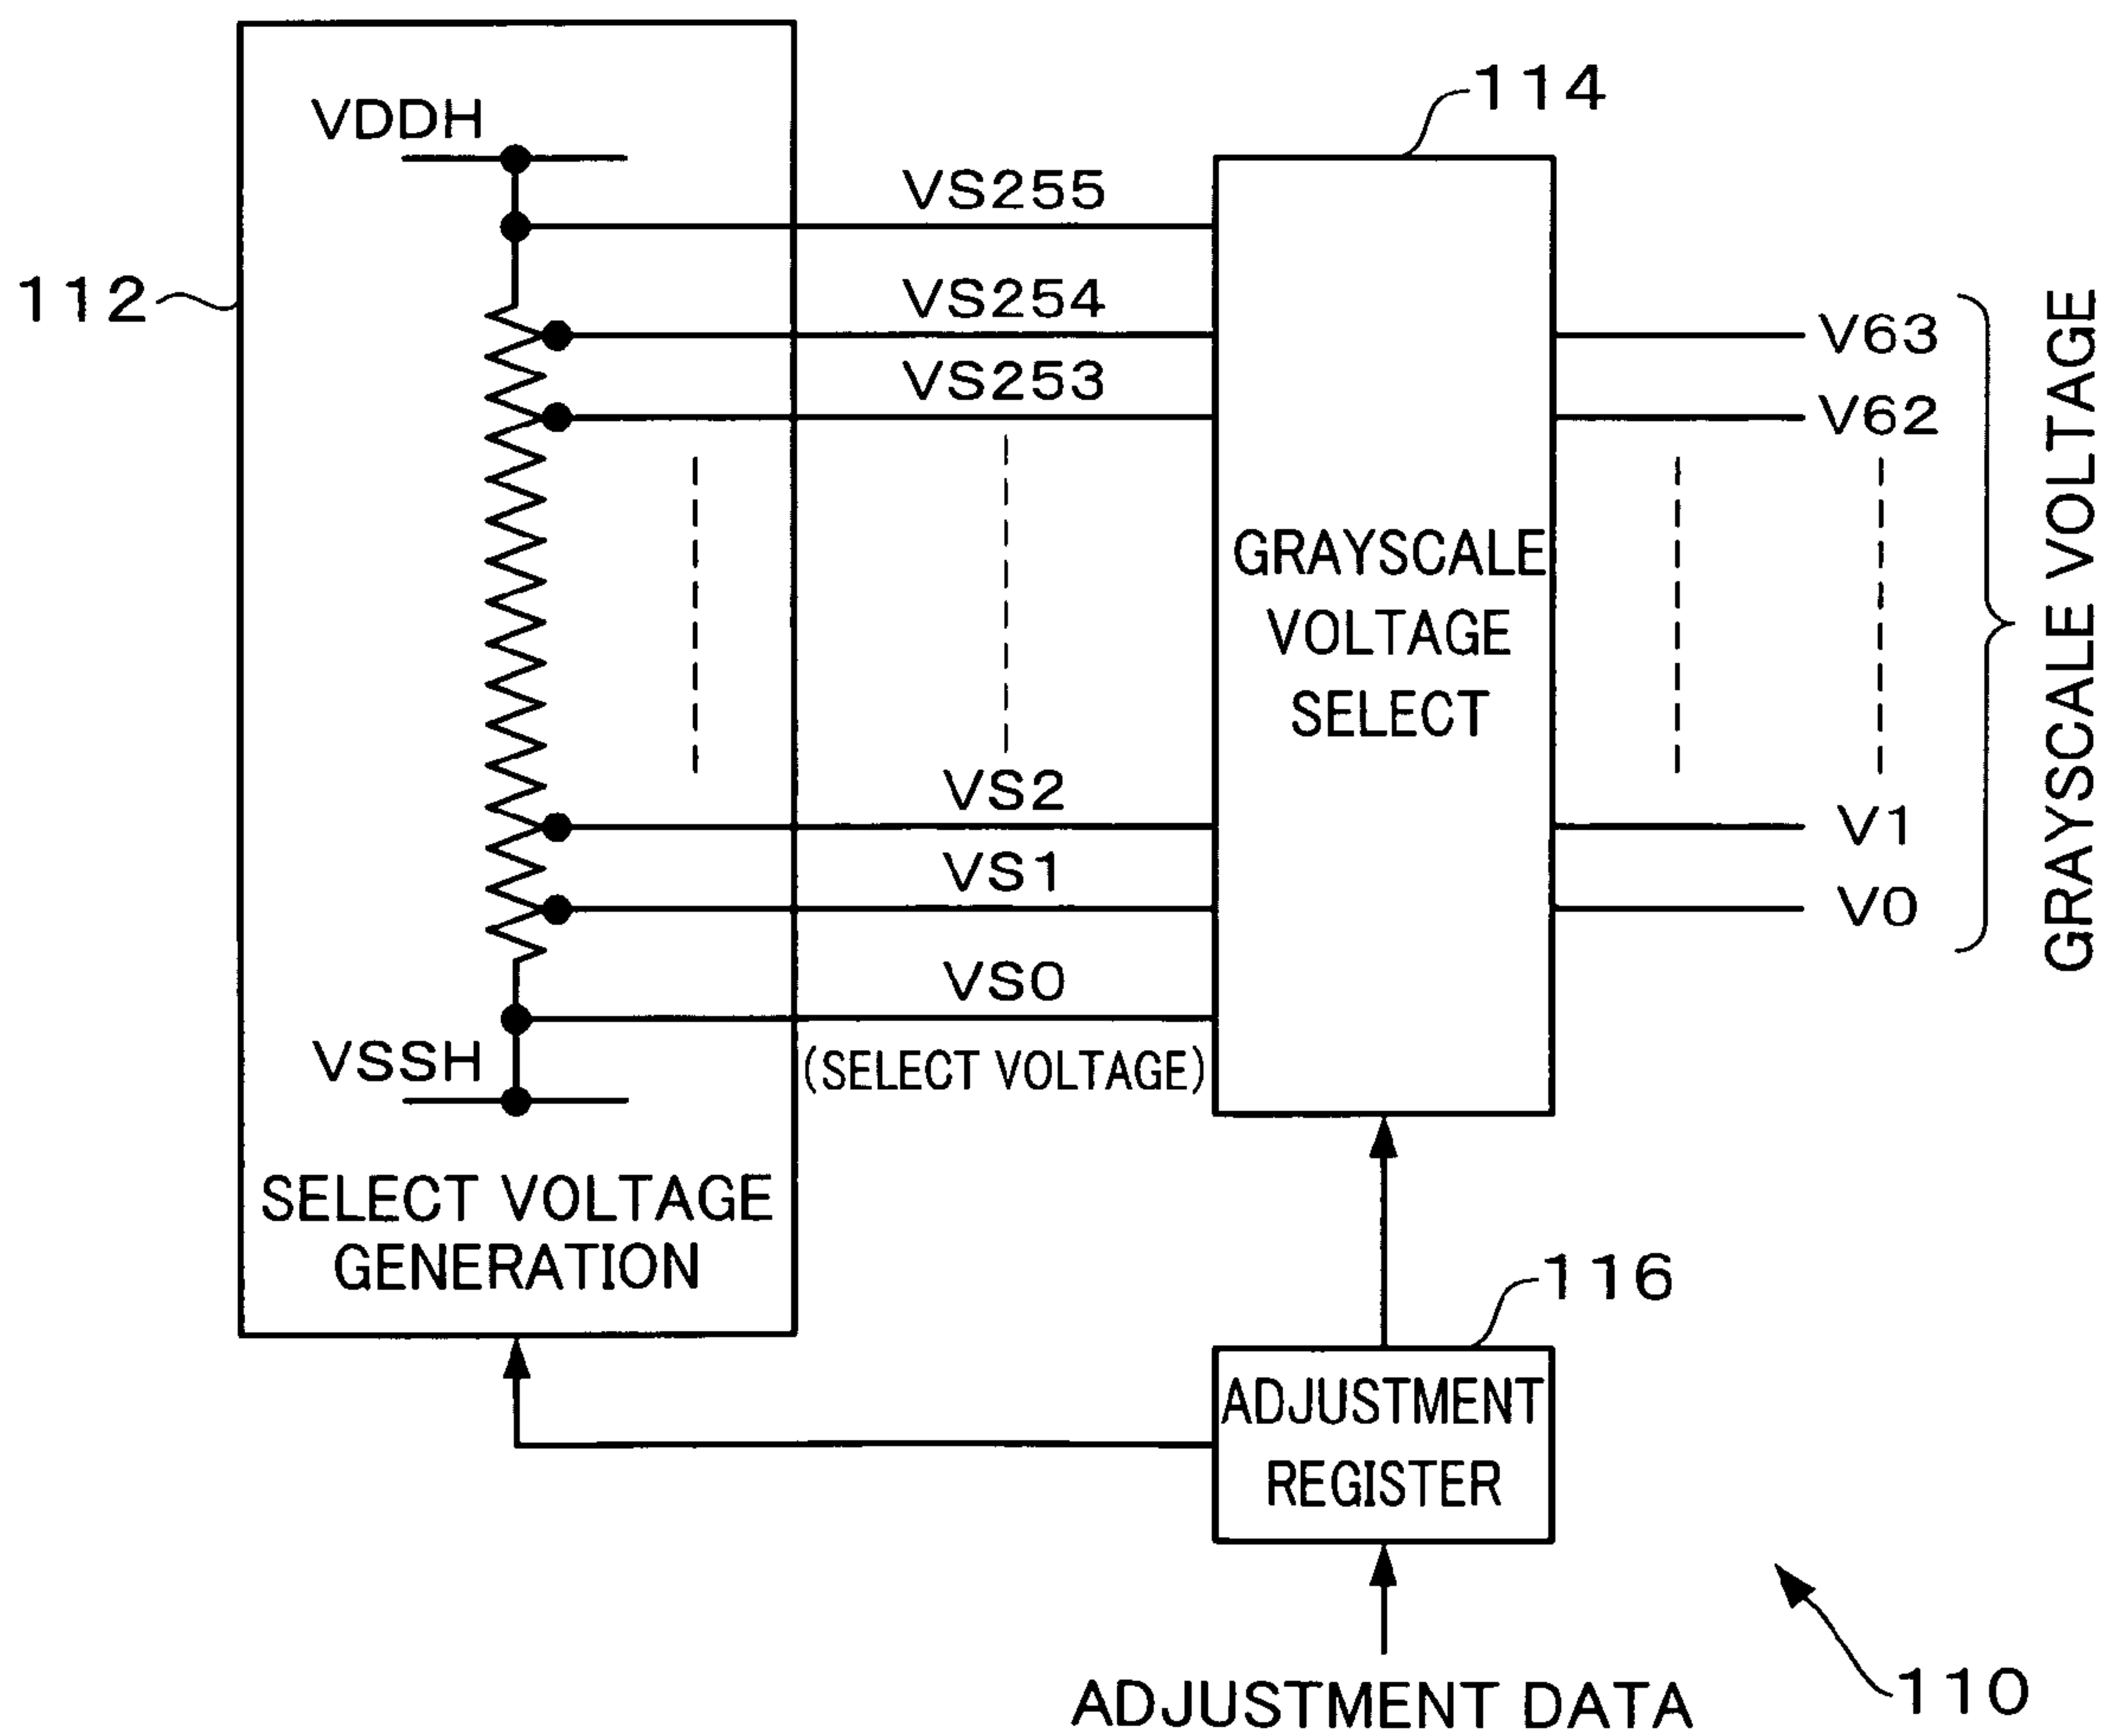 VDDH
114
VS255
112
VS254
V63
VS253
V62
GRAYSCALE
VOLTAGE
SELECT
GRAYSCALE VOLTAGE
VS2
V1
VS1
V0
VS0
VSSH
(SELECT VOLTAGE)
SELECT VOLTAGE
GENERATION
116
ADJUSTMENT
REGISTER
110
ADJUSTMENT DATA